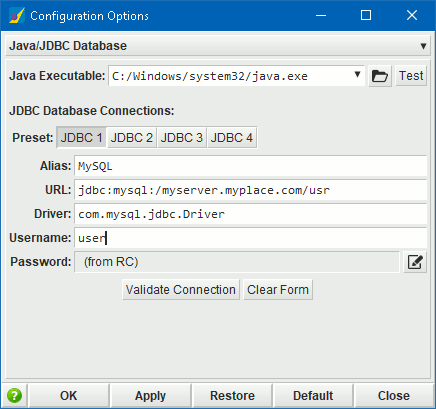 Configuration Options
Java/JDBC Database
Java Executable: C:/Windows/system32/java.exe Test
JDBC Database Connections:
Preset: JDBC 1 JDBC 2 JDBC 3 JDBC 4
Alias: MySQL
URL: jdbc:mysql:/myserver.myplace.com/usr
Driver: com.mysql.jdbc.Driver
Username: user
Password: (from RC)
Validate Connection Clear Form
? OK Apply Restore Default Close